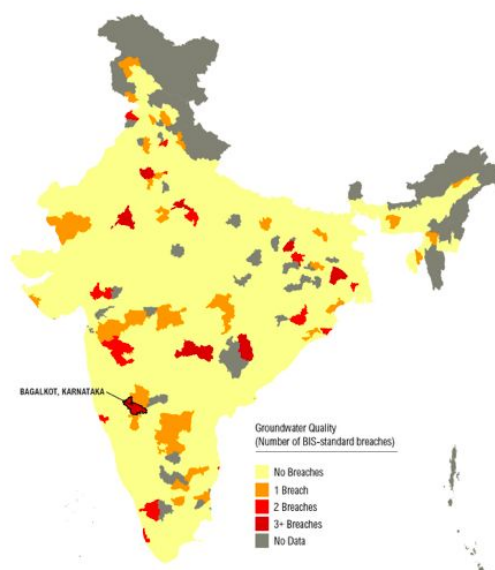 BAGALKOT, KARNATAKA
Groundwater Quality
(Number of BIS-standard breaches)
No Breaches
1 Breach
2 Breaches
3+ Breaches
No Data